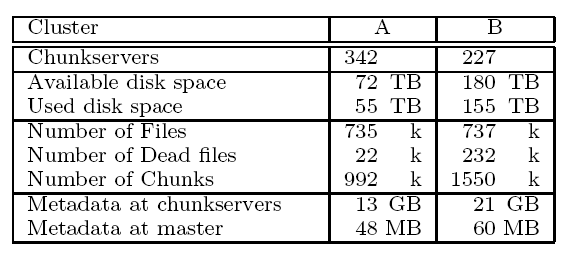 Cluster A B
Chunkservers 342 227
Available disk space 72 TB 180 TB
Used disk space 55 TB 155 TB
Number of Files 735 k 737 k
Number of Dead files 22 k 232 k
Number of Chunks 992 k 1550 k
Metadata at chunkservers 13 GB 21 GB
Metadata at master 48 MB 60 MB